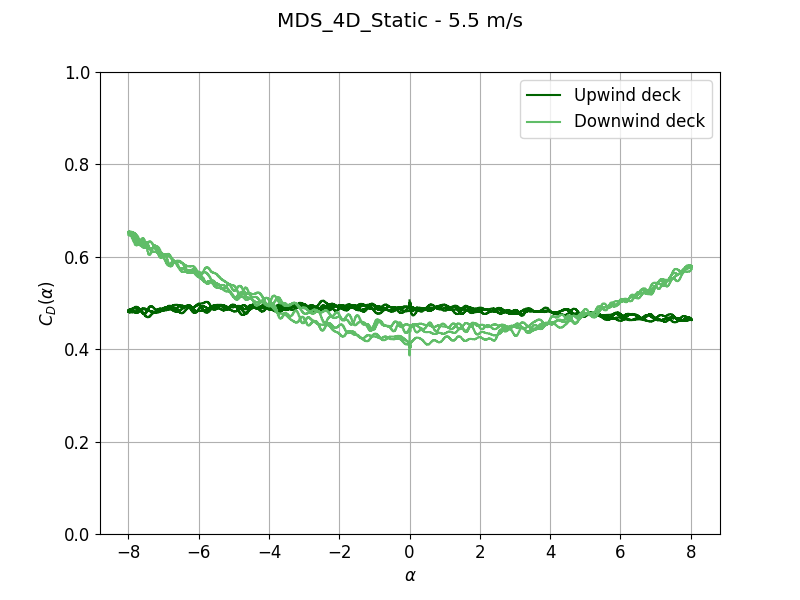 MDS_4D_Static - 5.5 m/s
Upwind deck
Downwind deck
1.0
0.8
0.6
0.4
0.2
0.0
C_D(α)
−8 −6 −4 −2 0 2 4 6 8
α